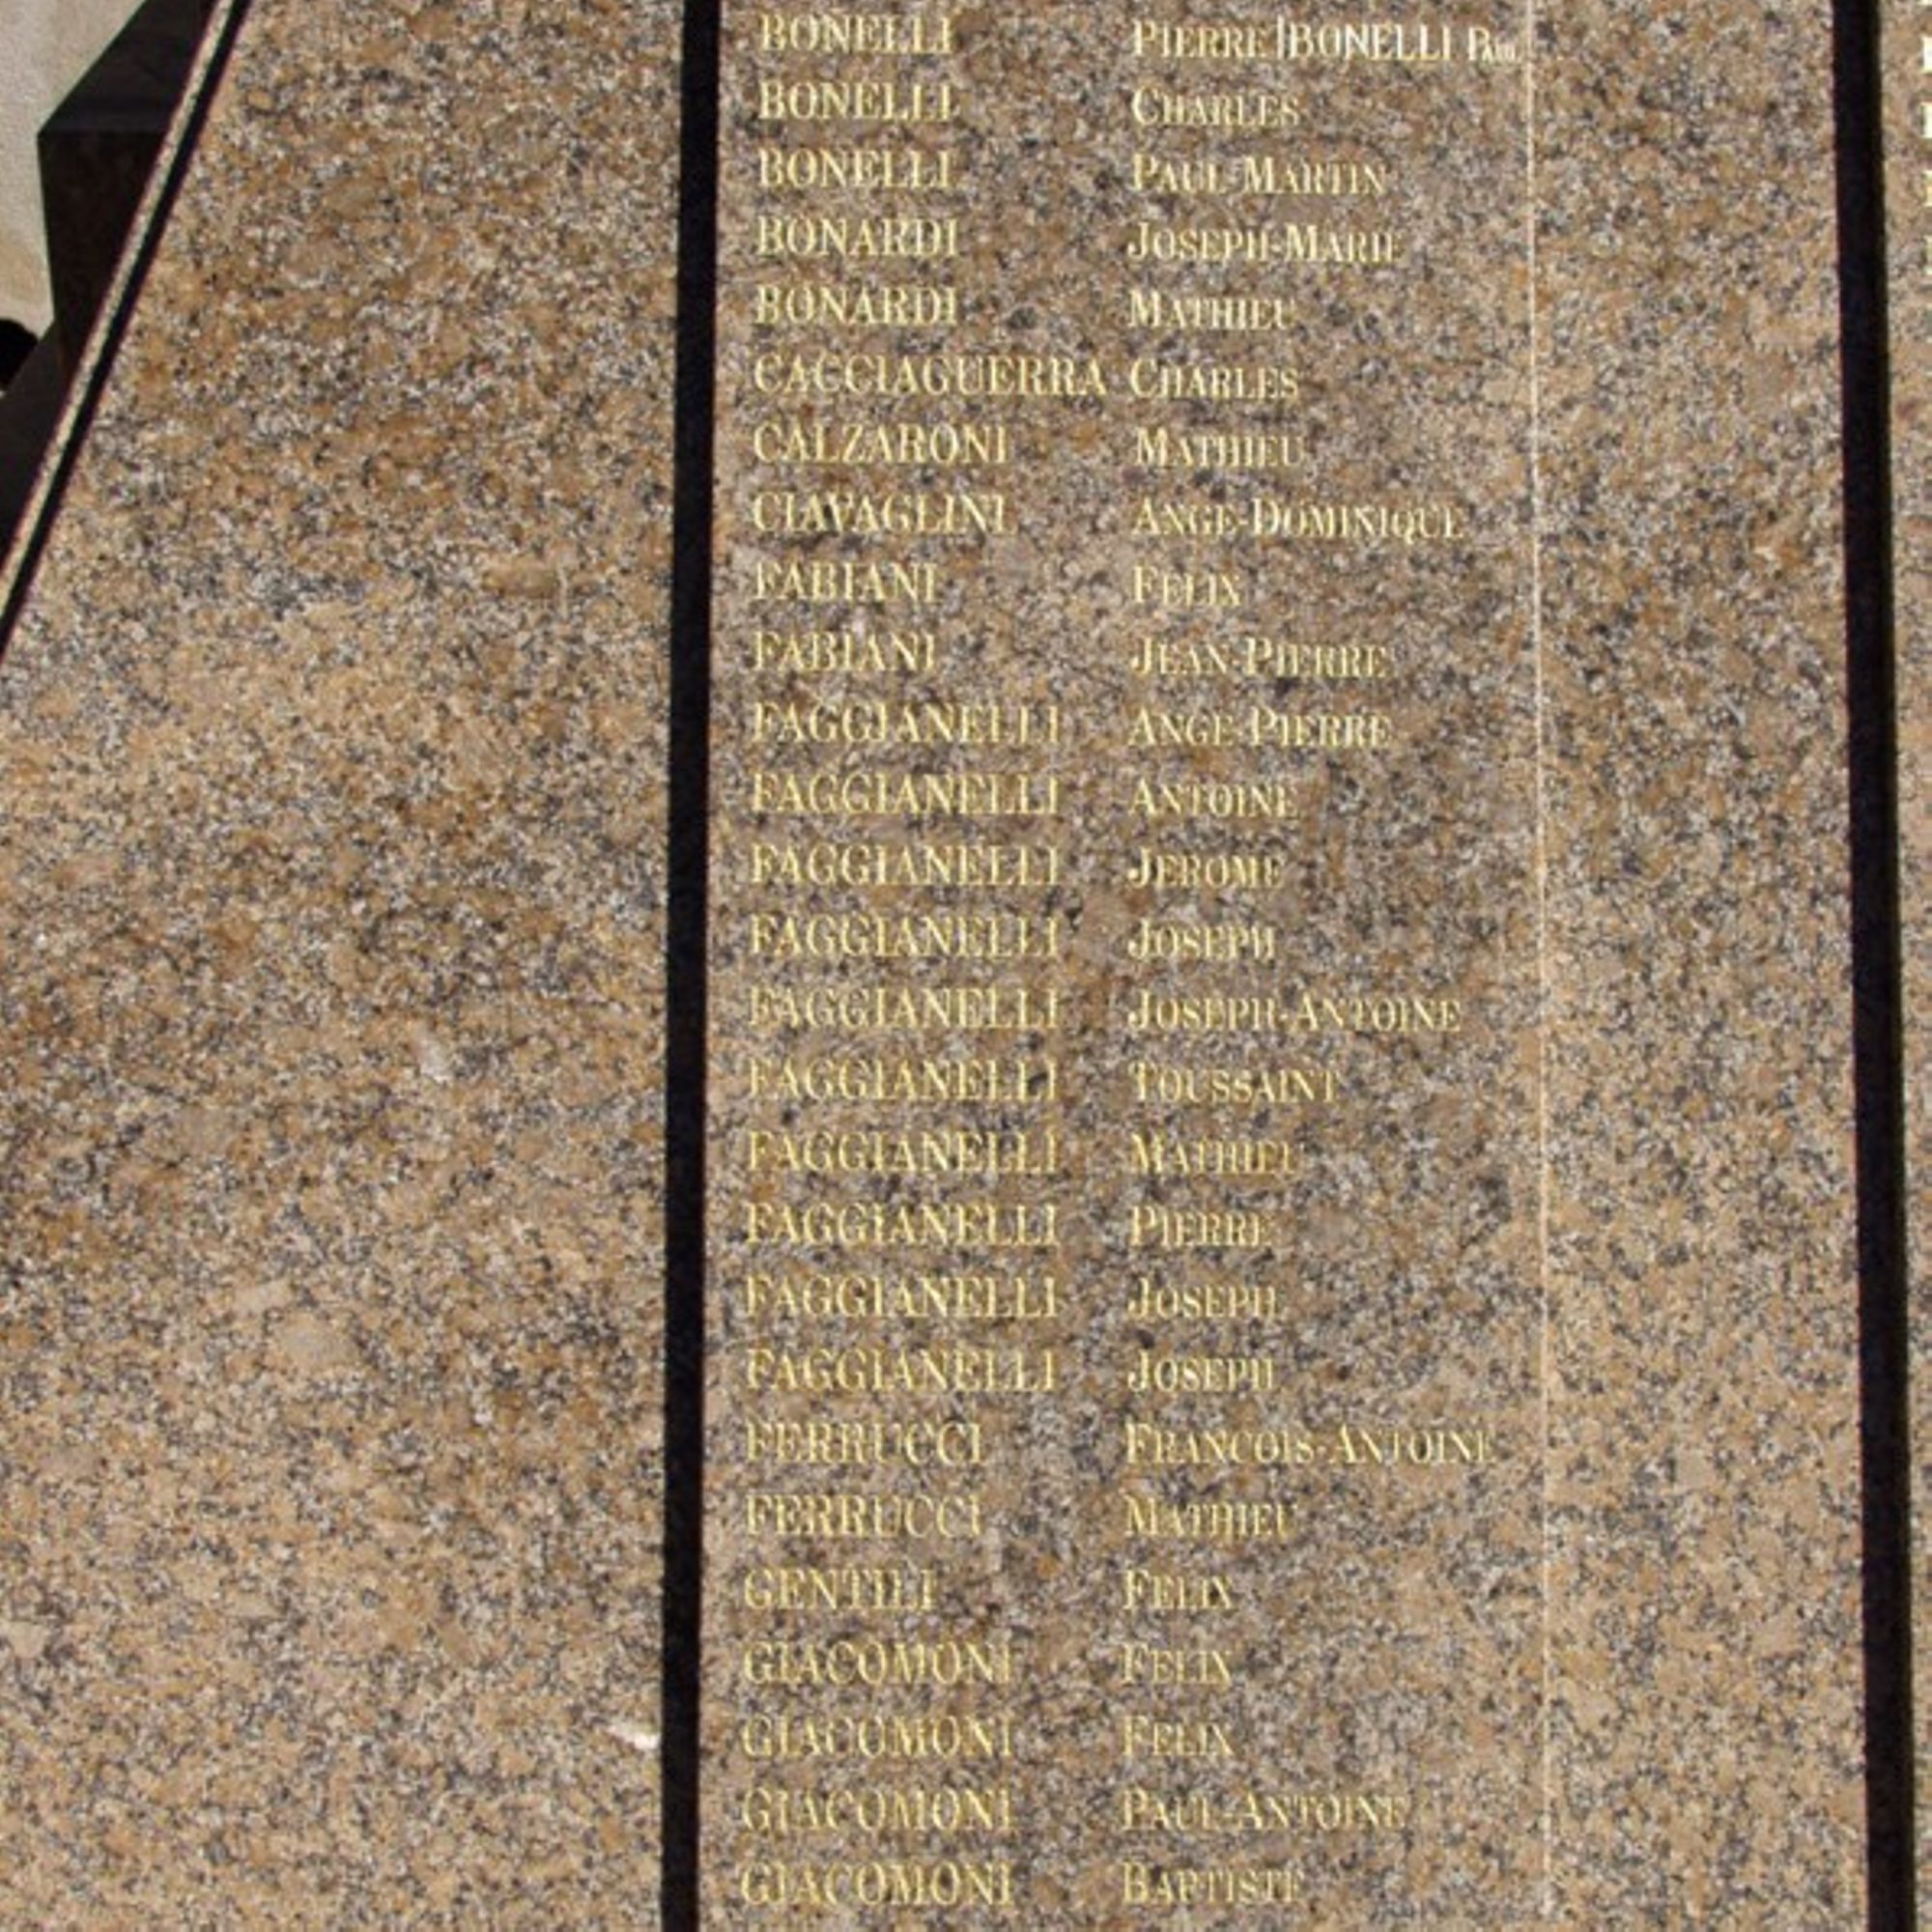 BONELLI PIERRE|BONELLI PAUL
BONELLI CHARLES
BONELLI PAUL-MARTIN
BONARDI JOSEPH-MARIE
BONARDI MATHIEU
CACCIAGUERRA CHARLES
CALZARONI MATHIEU
CIAVAGLINI ANGE-DOMINIQUE
FABIANI FELIX
FABIANI JEAN-PIERRE
FAGGIANELLI ANGE-PIERRE
FAGGIANELLI ANTOINE
FAGGIANELLI JEROME
FAGGIANELLI JOSEPH
FAGGIANELLI JOSEPH-ANTOINE
FAGGIANELLI TOUSSAINT
FAGGIANELLI MATHIEU
FAGGIANELLI PIERRE
FAGGIANELLI JOSEPH
FAGGIANELLI JOSEPH
FERRUCCI FRANCOIS-ANTOINE
FERRUCCI MATHIEU
GENTILI FELIX
GIACOMONI FELIX
GIACOMONI FELIX
GIACOMONI PAUL-ANTOINE
GIACOMONI BAPTISTE